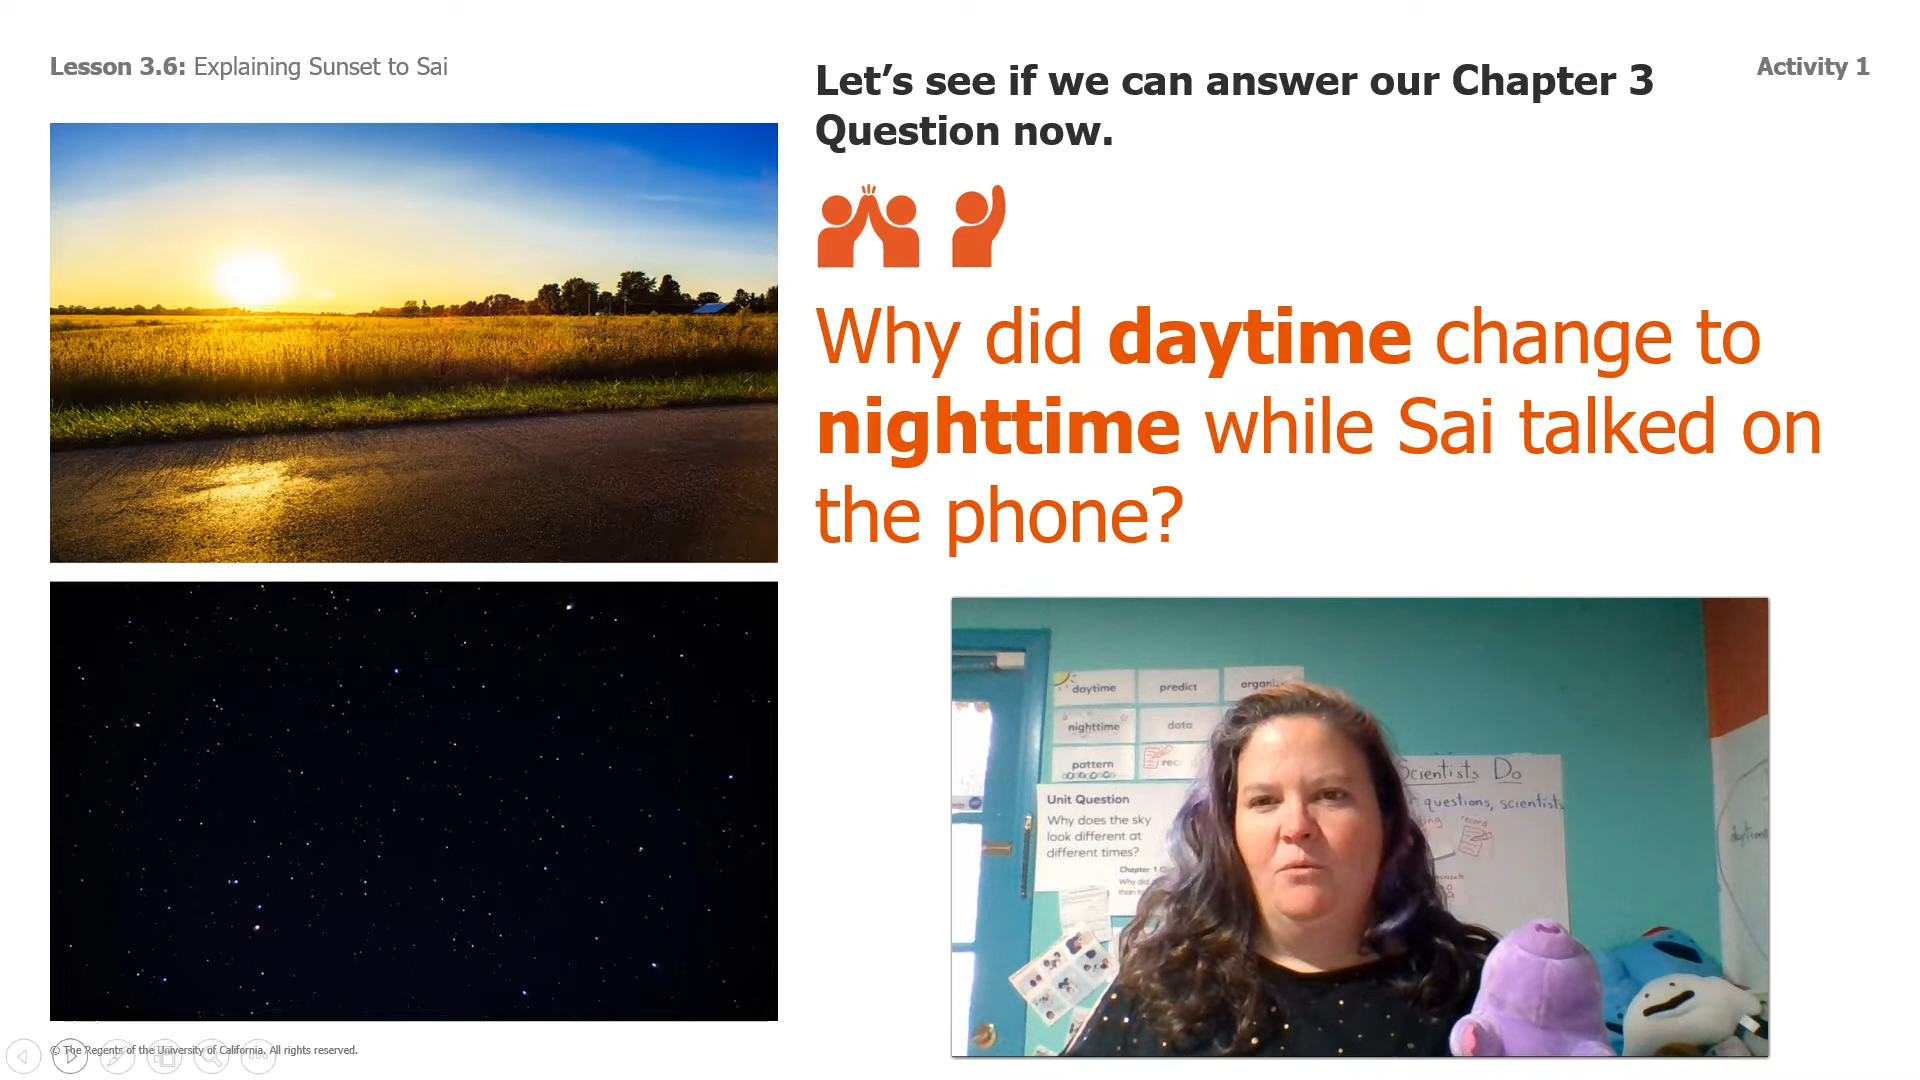 Lesson 3.6: Explaining Sunset to Sai
Activity 1
Let's see if we can answer our Chapter 3
Question now.
Why did daytime change to
nighttime while Sai talked on
the phone?
daytime
predict
nighttime
data
pattern
Unit Question
Why does the sky
look different at
different times?
Chapter 1
Why did
Scientists Do
questions, scientists
record
© The Regents of the University of California. All rights reserved.